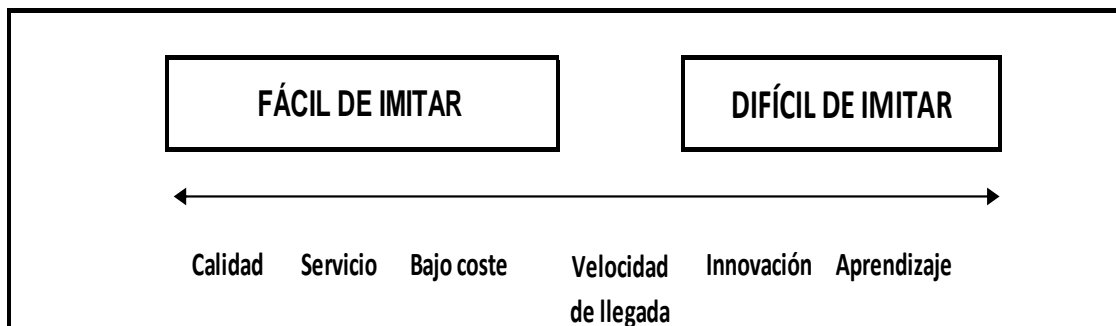 FÁCIL DE IMITAR
DIFÍCIL DE IMITAR
Calidad Servicio Bajo coste Velocidad Innovación Aprendizaje
de llegada